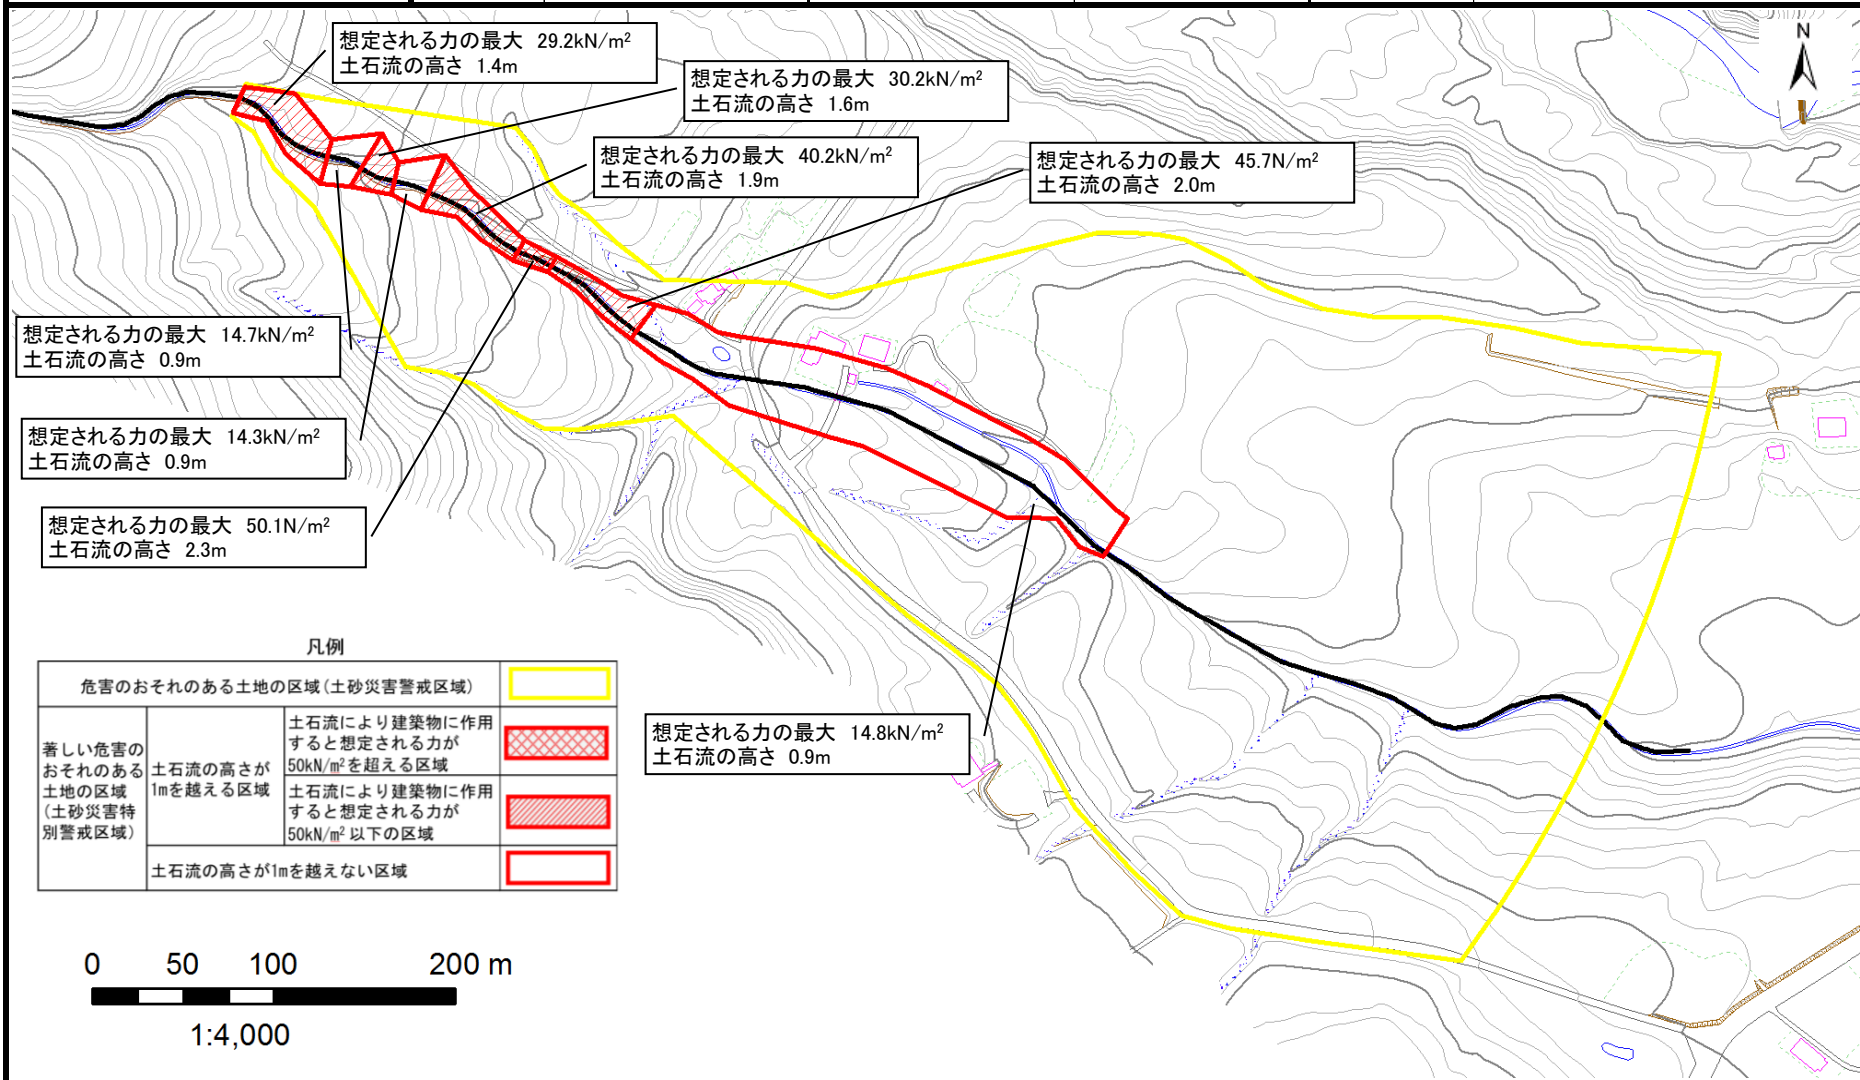 想定される力の最大 29.2kN/m²
土石流の高さ 1.4m
N
想定される力の最大 30.2kN/m²
土石流の高さ 1.6m
想定される力の最大 40.2kN/m²
土石流の高さ 1.9m
想定される力の最大 45.7N/m²
土石流の高さ 2.0m
想定される力の最大 14.7kN/m²
土石流の高さ 0.9m
想定される力の最大 14.3kN/m²
土石流の高さ 0.9m
想定される力の最大 50.1N/m²
土石流の高さ 2.3m
想定される力の最大 14.8kN/m²
土石流の高さ 0.9m
凡例
危害のおそれのある土地の区域(土砂災害警戒区域)
著しい危害の
おそれのある
土地の区域
(土砂災害特
別警戒区域)
土石流の高さが
1mを越える区域
土石流により建築物に作用
すると想定される力が
50kN/m²を超える区域
土石流により建築物に作用
すると想定される力が
50kN/m² 以下の区域
土石流の高さが1mを越えない区域
0 50 100 200 m
1:4,000